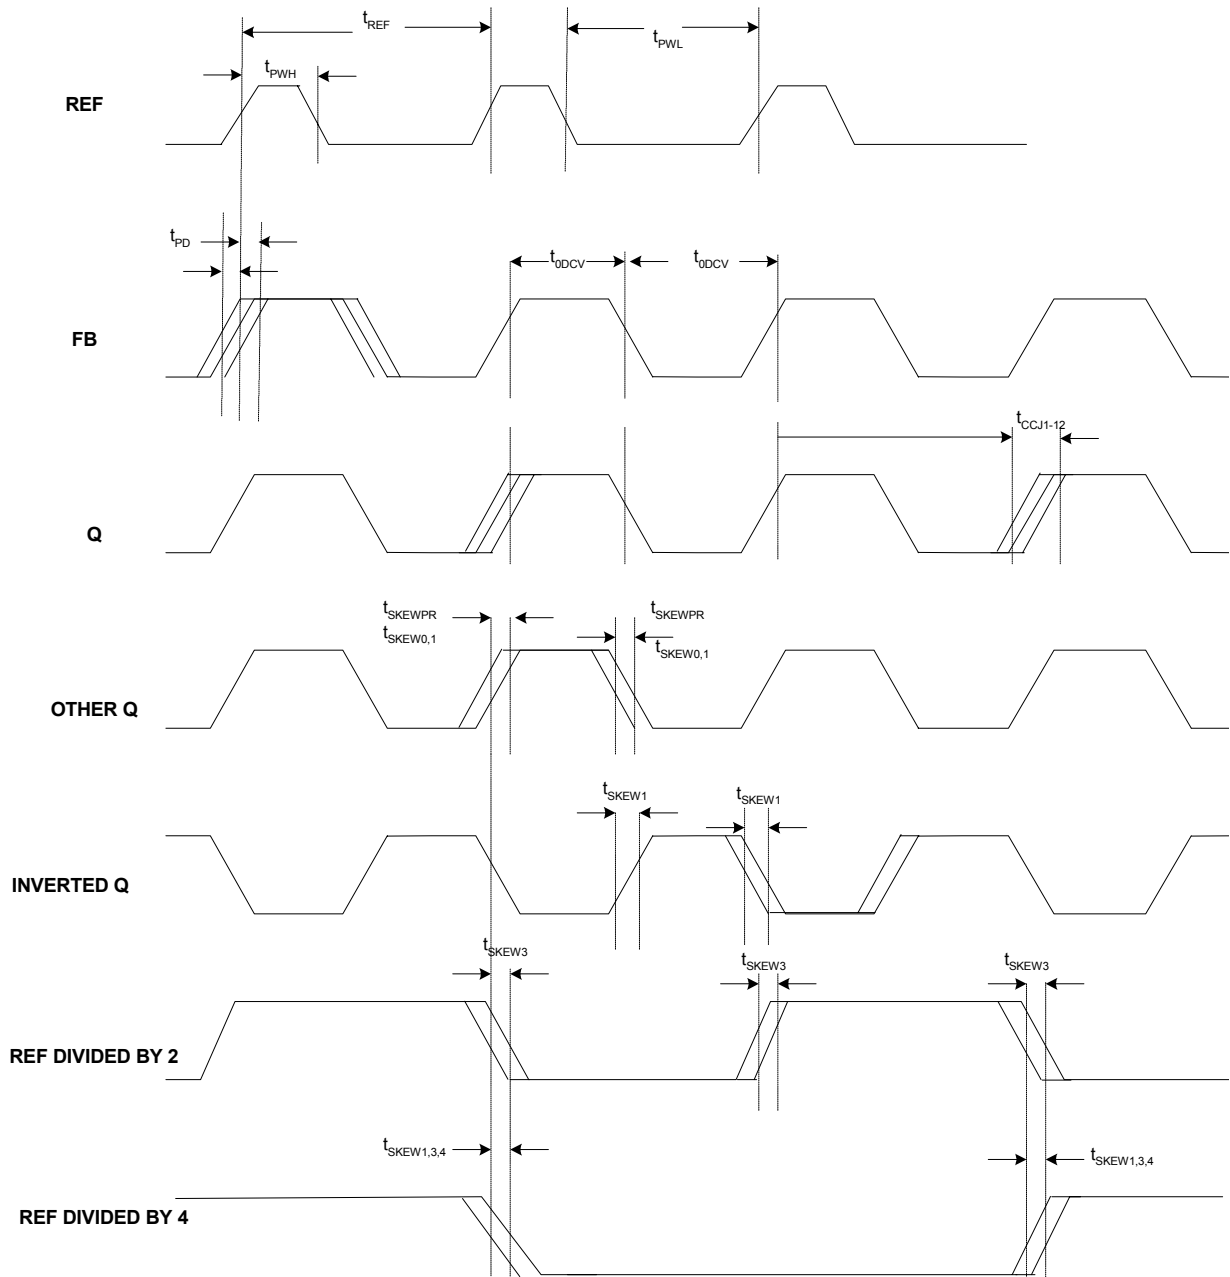 tREF
tPWL
tPWH
REF
tPD
t0DCV
t0DCV
FB
tCCJ1-12
Q
tSKEWPR
tSKEW0,1
tSKEWPR
tSKEW0,1
OTHER Q
tSKEW1
tSKEW1
INVERTED Q
tSKEW3
tSKEW3
tSKEW3
REF DIVIDED BY 2
tSKEW1,3,4
tSKEW1,3,4
REF DIVIDED BY 4